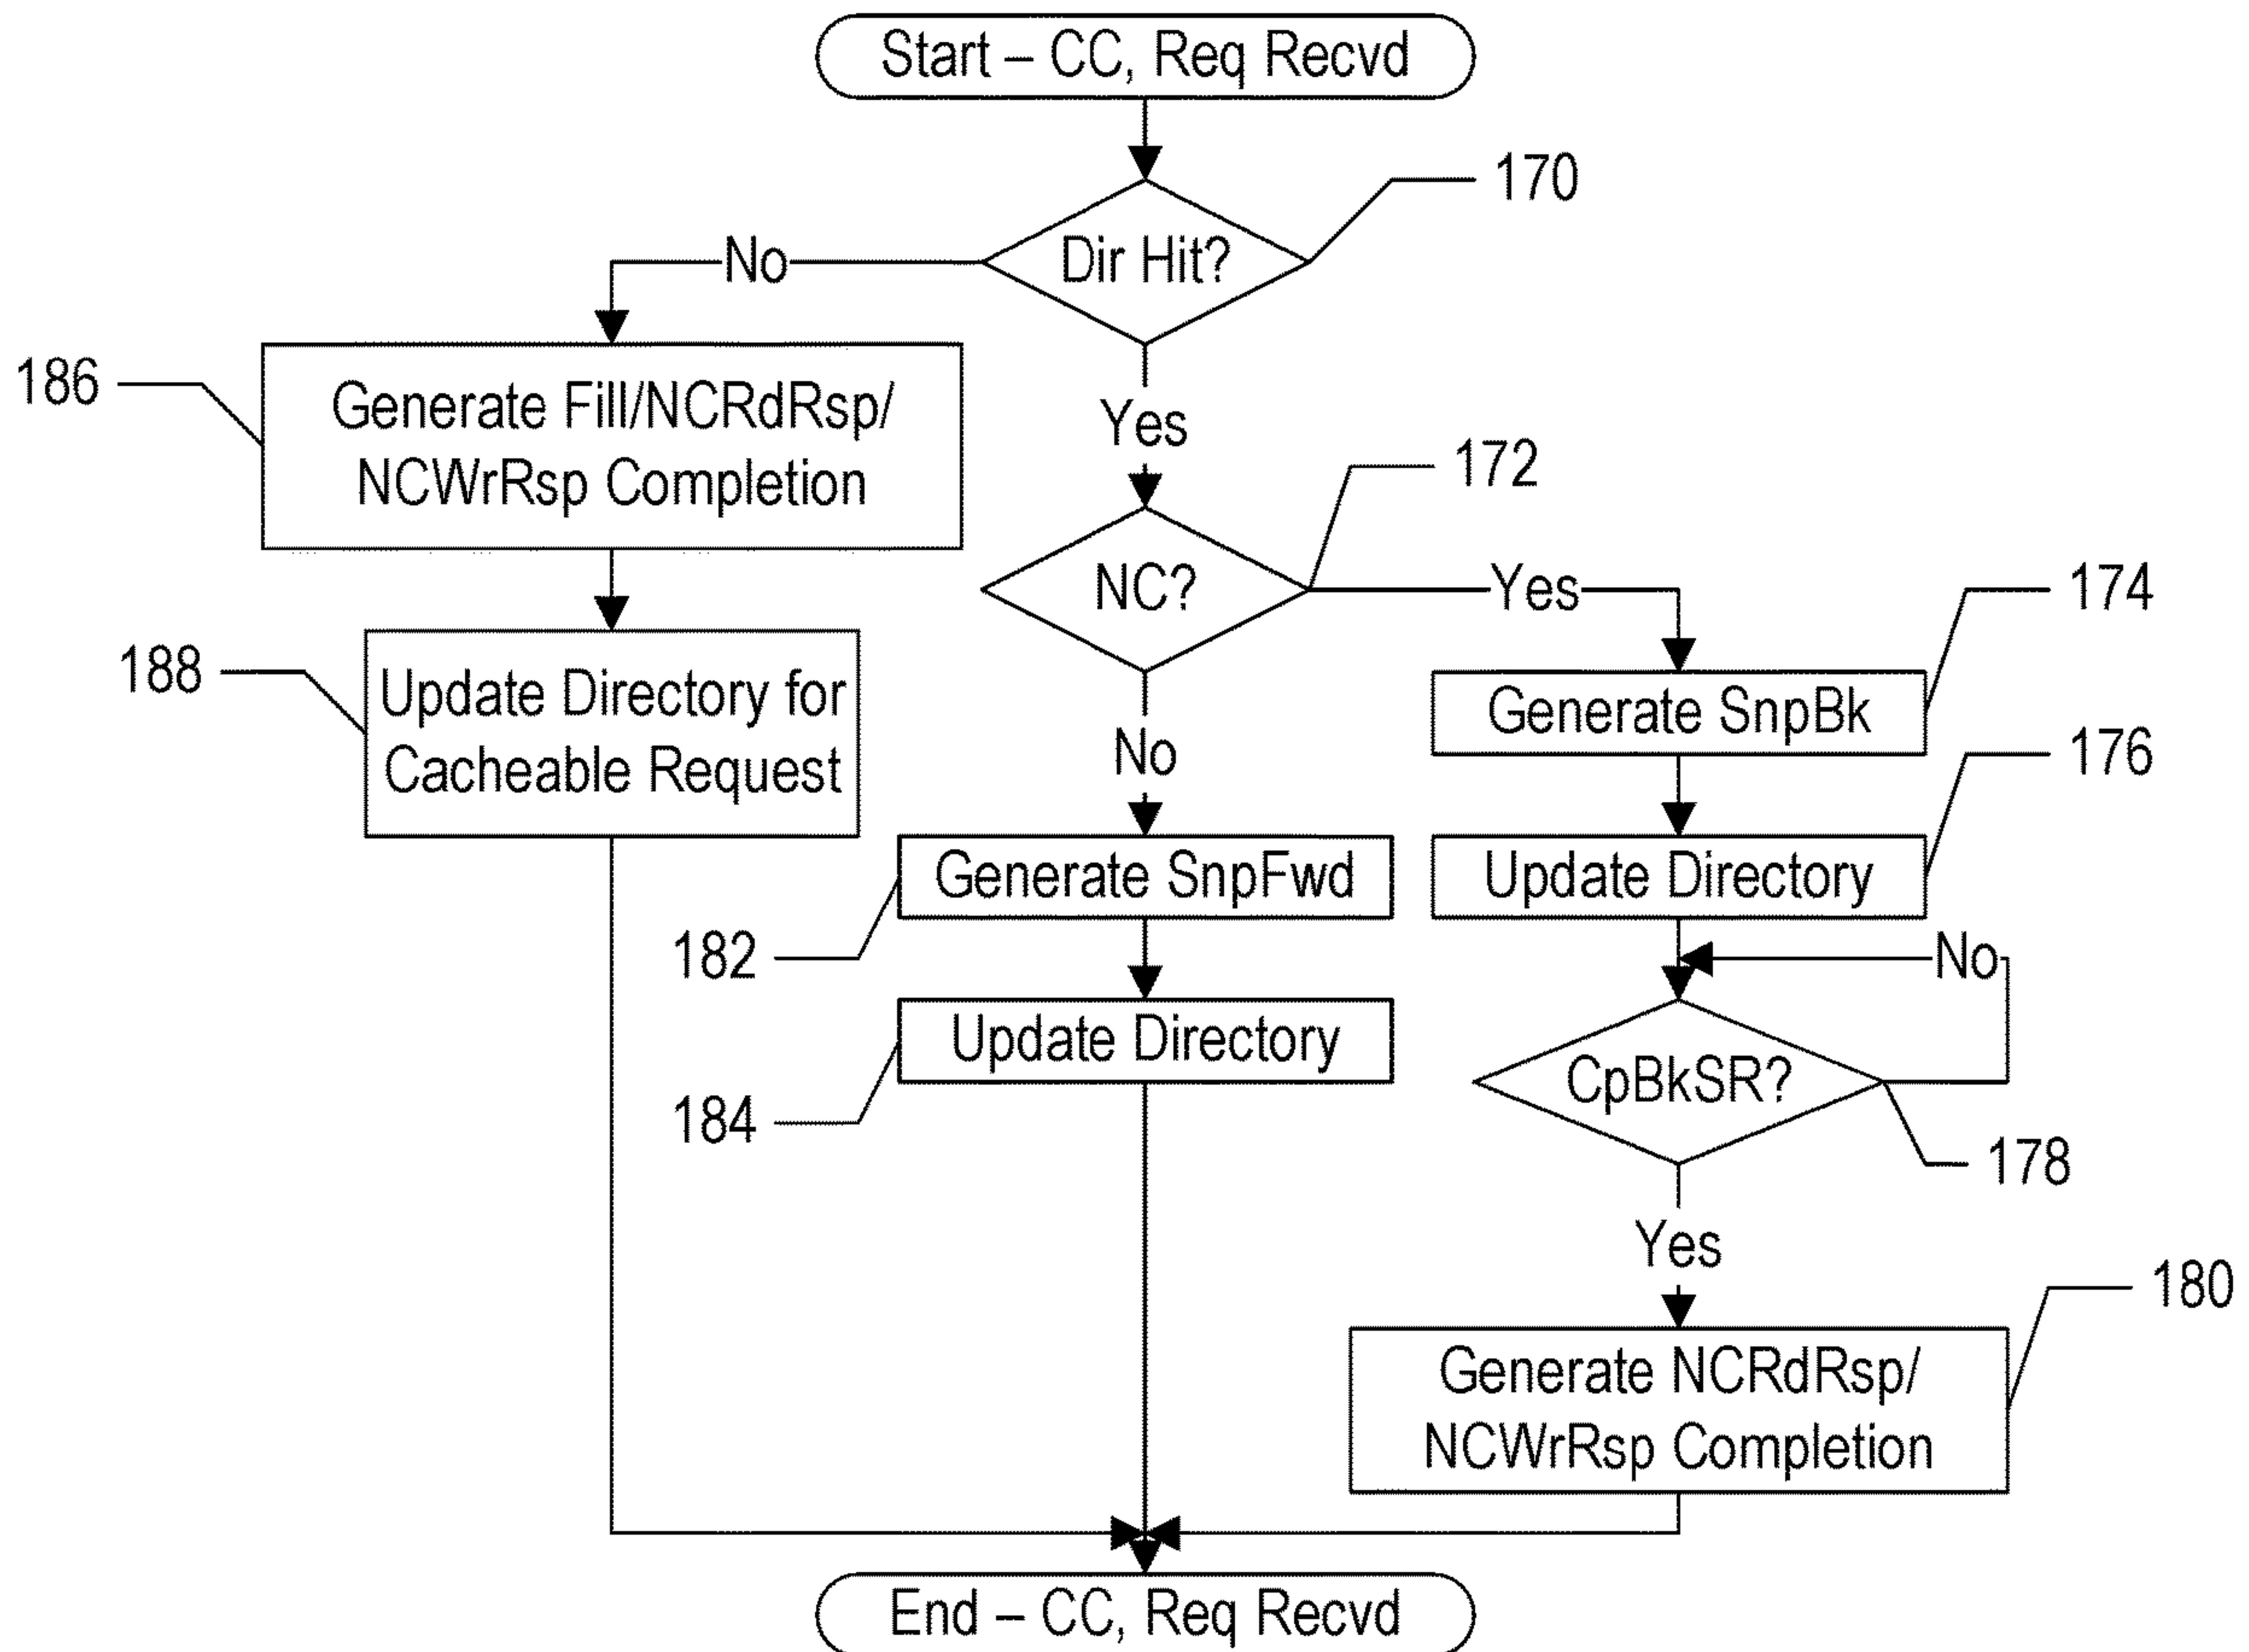 Start – CC, Req Recvd
170
Dir Hit?
No
186
Generate Fill/NCRdRsp/
NCWrRsp Completion
Yes
172
NC?
Yes
174
188
Update Directory for
Cacheable Request
Generate SnpBk
No
176
Generate SnpFwd
Update Directory
182
No
Update Directory
CpBkSR?
184
178
Yes
180
Generate NCRdRsp/
NCWrRsp Completion
End – CC, Req Recvd